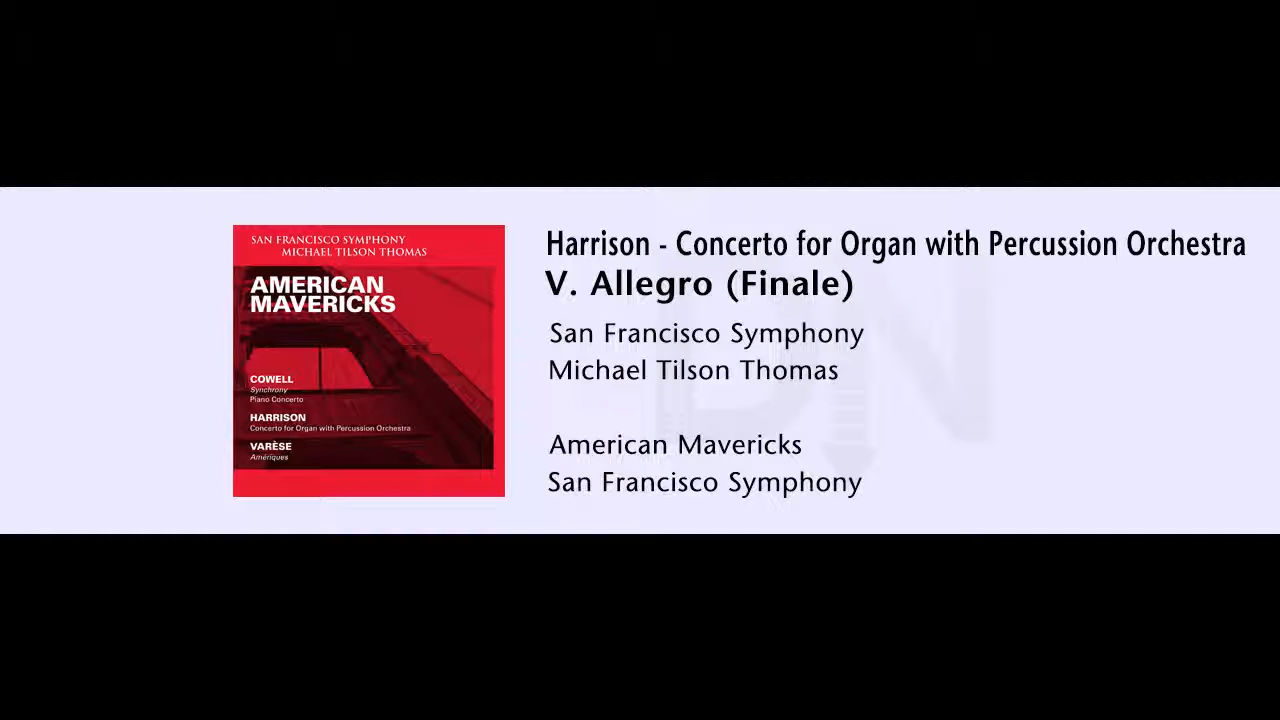 SAN FRANCISCO SYMPHONY
MICHAEL TILSON THOMAS
AMERICAN
MAVERICKS
COWELL
Synchrony
Piano Concerto
HARRISON
Concerto for Organ with Percussion Orchestra
VARÈSE
Amériques
Harrison - Concerto for Organ with Percussion Orchestra
V. Allegro (Finale)
San Francisco Symphony
Michael Tilson Thomas
American Mavericks
San Francisco Symphony